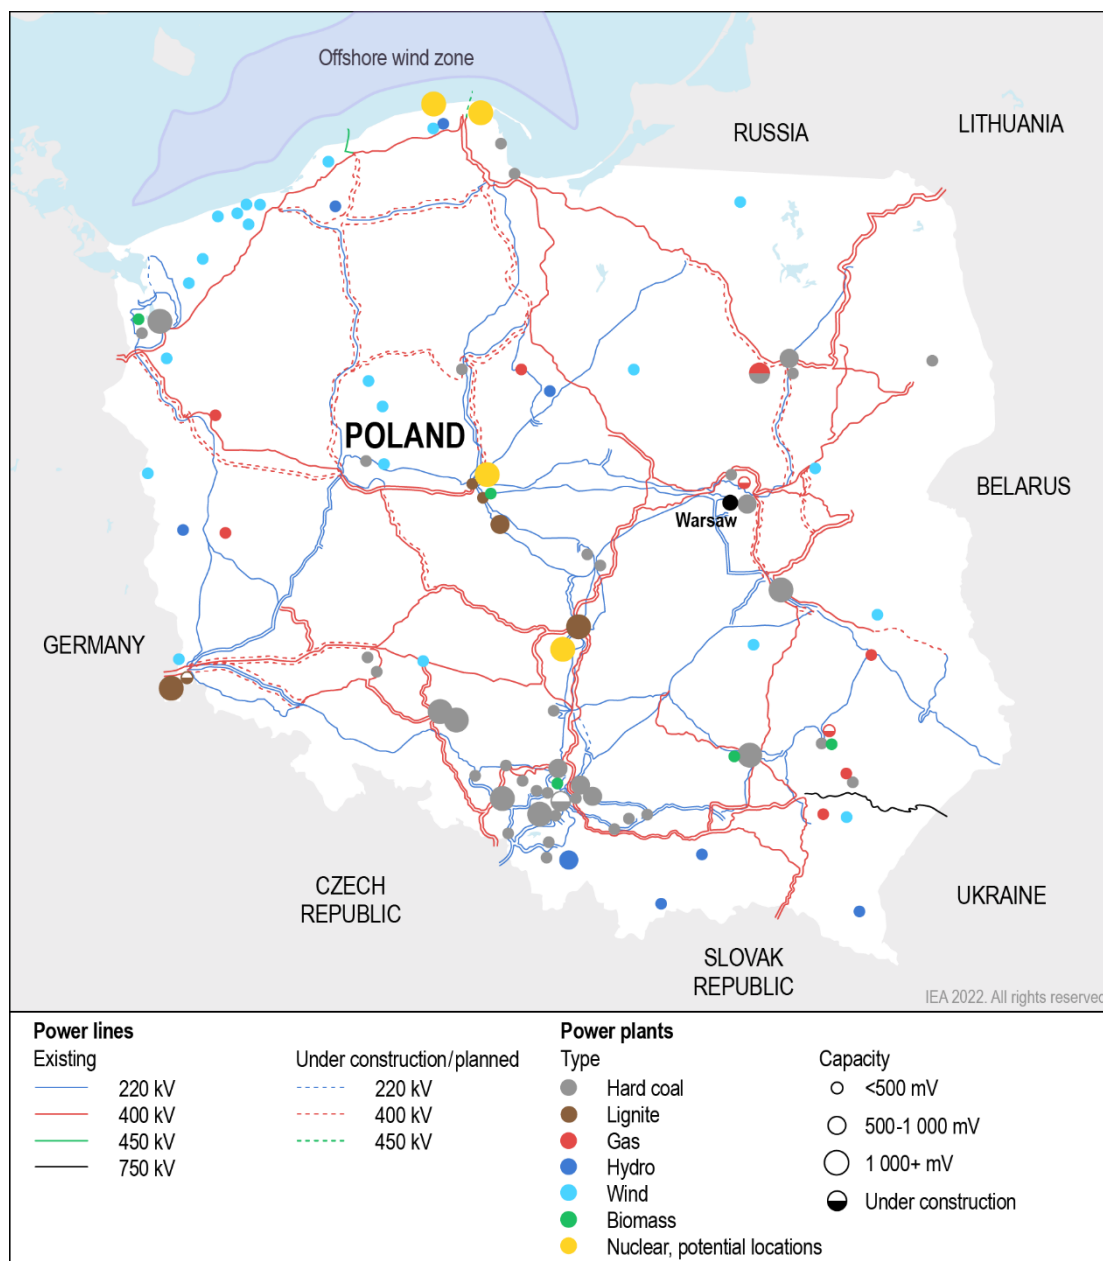 Offshore wind zone
RUSSIA
LITHUANIA
POLAND
BELARUS
Warsaw
GERMANY
CZECH
REPUBLIC
UKRAINE
SLOVAK
REPUBLIC
IEA 2022. All rights reserved
Power lines
Existing
220 kV
400 kV
450 kV
750 kV
Under construction/planned
220 kV
400 kV
450 kV
Power plants
Type
Hard coal
Lignite
Gas
Hydro
Wind
Biomass
Nuclear, potential locations
Capacity
<500 mV
500-1 000 mV
1 000+ mV
Under construction